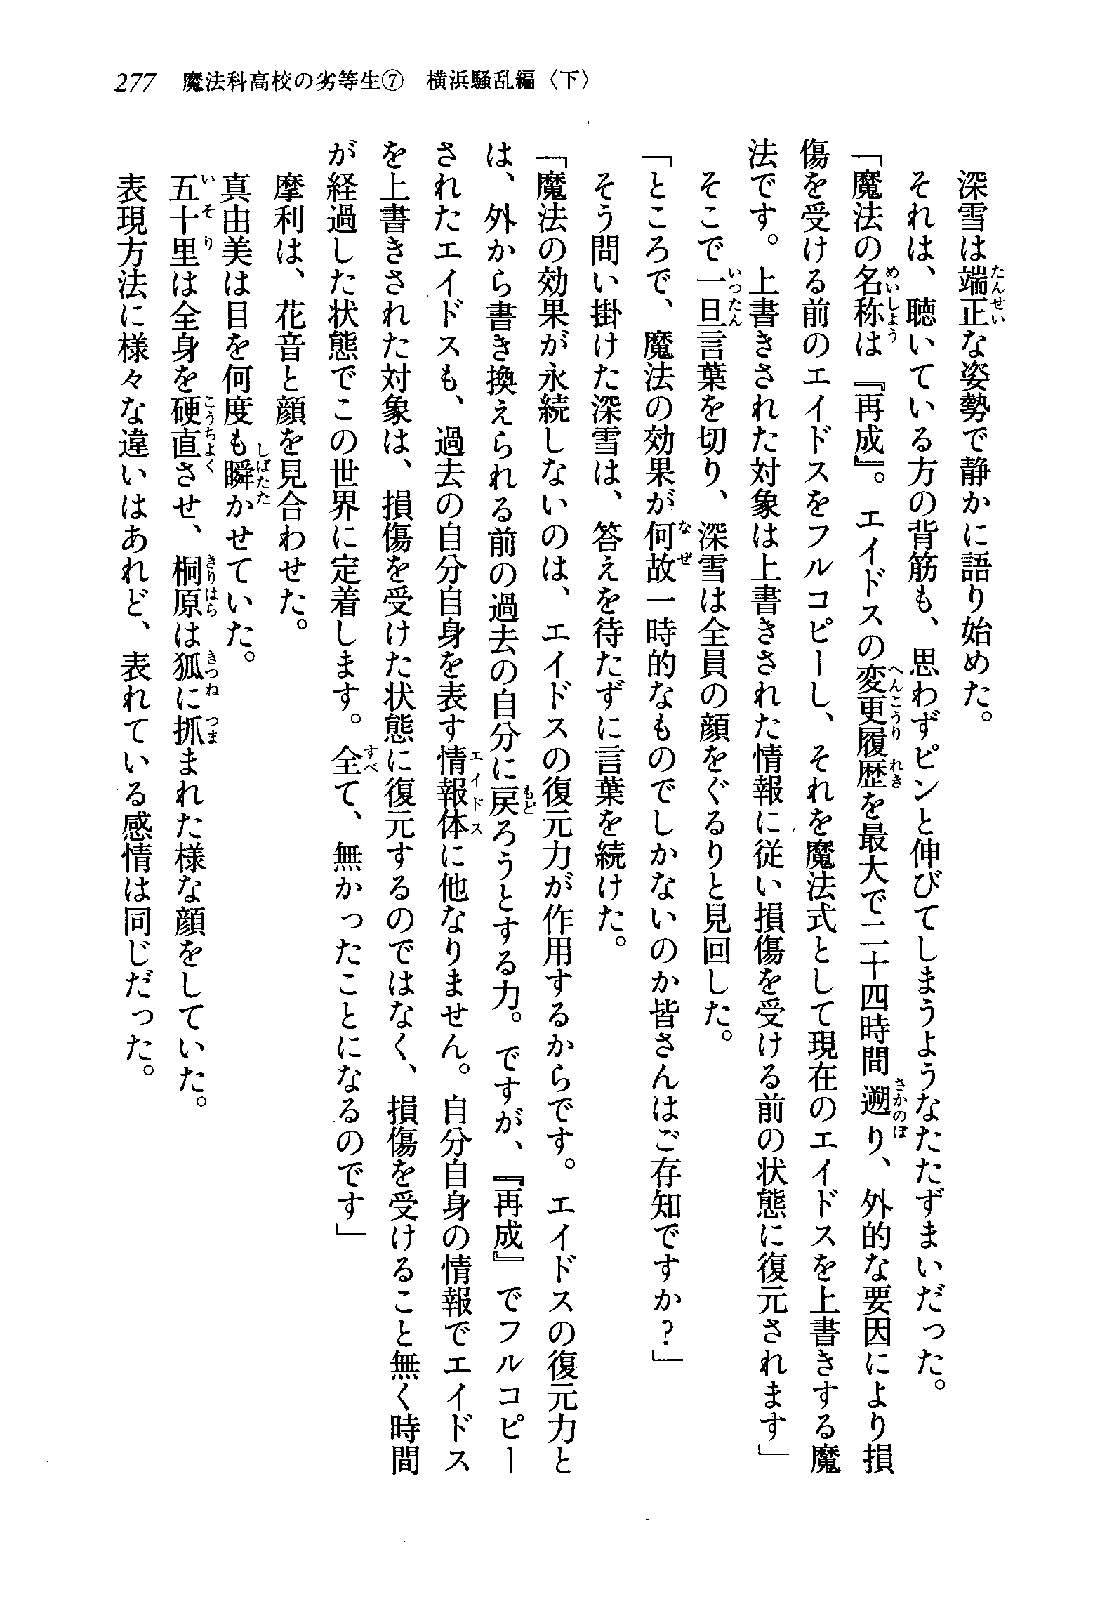 277 魔法科高校の劣等生⑦ 横浜騒乱編〈下〉
深雪は端正な姿勢で静かに語り始めた。
それは、聴いている方の背筋も、思わずピンと伸びてしまうようなたたずまいだった。
「魔法の名称は『再成』。エイドスの変更履歴を最大で二十四時間遡り、外的な要因により損
傷を受ける前のエイドスをフルコピーし、それを魔法式として現在のエイドスを上書きする魔
法です。上書きされた対象は上書きされた情報に従い損傷を受ける前の状態に復元されます」
そこで一旦言葉を切り、深雪は全員の顔をぐるりと見回した。
「ところで、魔法の効果が何故一時的なものでしかないのか皆さんはご存知ですか？」
そう問い掛けた深雪は、答えを待たずに言葉を続けた。
「魔法の効果が永続しないのは、エイドスの復元力が作用するからです。エイドスの復元力と
は、外から書き換えられる前の過去の自分に戻ろうとする力。ですが、『再成』でフルコピー
されたエイドスも、過去の自分自身を表す情報体に他なりません。自分自身の情報でエイドス
を上書きされた対象は、損傷を受けた状態に復元するのではなく、損傷を受けること無く時間
が経過した状態でこの世界に定着します。全て、無かったことになるのです」
摩利は、花音と顔を見合わせた。
真由美は目を何度も瞬かせていた。
五十里は全身を硬直させ、桐原は狐に抓まれた様な顔をしていた。
表現方法に様々な違いはあれど、表れている感情は同じだった。